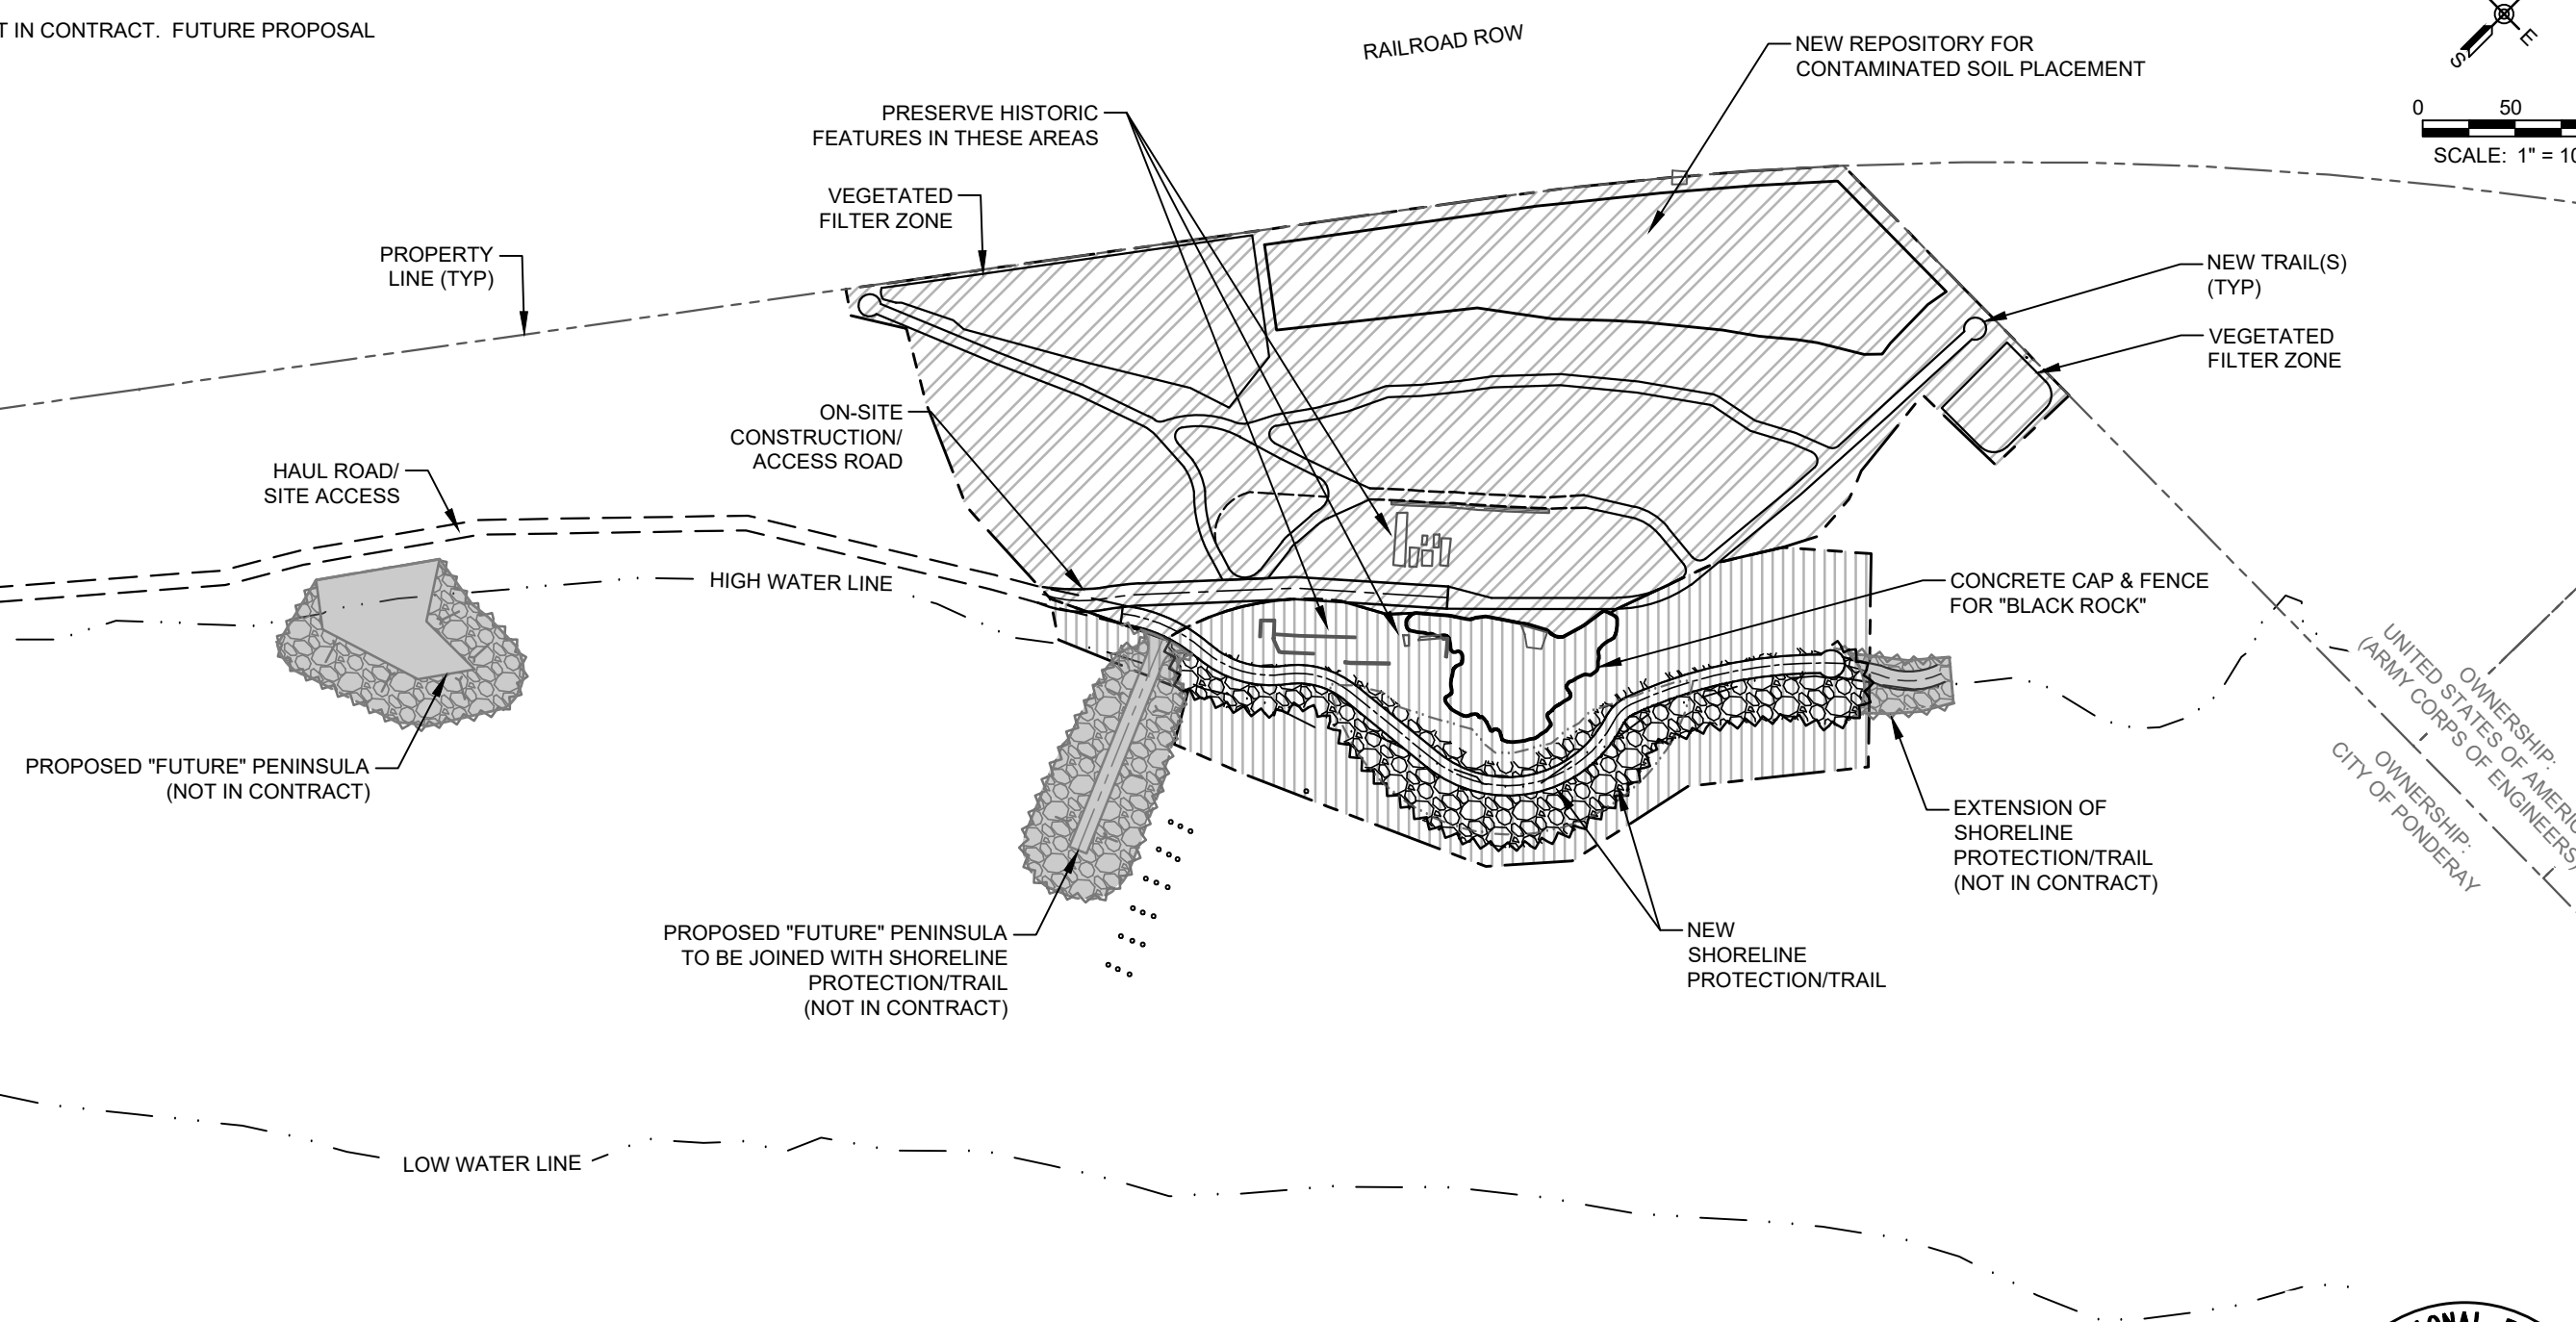 T IN CONTRACT. FUTURE PROPOSAL
RAILROAD ROW
NEW REPOSITORY FOR
CONTAMINATED SOIL PLACEMENT
E
S
0 50
SCALE: 1" = 10
PRESERVE HISTORIC
FEATURES IN THESE AREAS
VEGETATED
FILTER ZONE
PROPERTY
LINE (TYP)
NEW TRAIL(S)
(TYP)
VEGETATED
FILTER ZONE
ON-SITE
CONSTRUCTION/
ACCESS ROAD
HAUL ROAD/
SITE ACCESS
HIGH WATER LINE
CONCRETE CAP & FENCE
FOR "BLACK ROCK"
OWNERSHIP:
UNITED STATES OF AMERIC
(ARMY CORPS OF ENGINEERS)
OWNERSHIP:
CITY OF PONDERAY
PROPOSED "FUTURE" PENINSULA
(NOT IN CONTRACT)
EXTENSION OF
SHORELINE
PROTECTION/TRAIL
(NOT IN CONTRACT)
PROPOSED "FUTURE" PENINSULA
TO BE JOINED WITH SHORELINE
PROTECTION/TRAIL
(NOT IN CONTRACT)
NEW
SHORELINE
PROTECTION/TRAIL
LOW WATER LINE